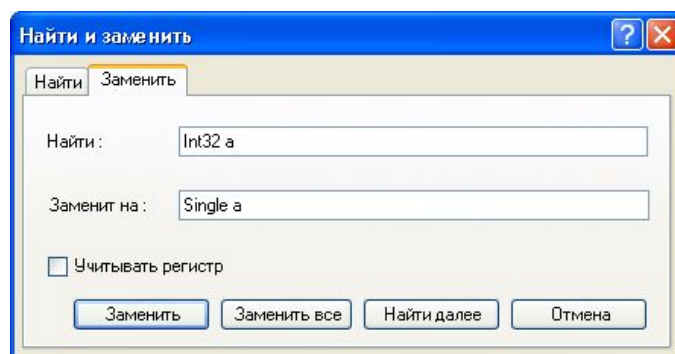 Найти и заменить
Найти Заменить
Найти : Int32 a
Заменит на : Single a
Учитывать регистр
Заменить Заменить все Найти далее Отмена